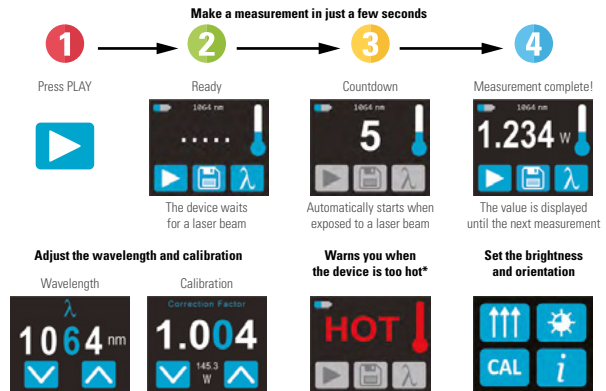 Make a measurement in just a few seconds
1
2
3
4
Press PLAY
Ready
Countdown
Measurement complete!
1064 nm
.....
λ
1064 nm
5
λ
1064 nm
1.234 W
λ
The device waits
for a laser beam
Automatically starts when
exposed to a laser beam
The value is displayed
until the next measurement
Adjust the wavelength and calibration
Warns you when
the device is too hot*
Set the brightness
and orientation
Wavelength
Calibration
λ
1064 nm
Correction Factor
1.004
145.3
W
HOT
λ
CAL
i